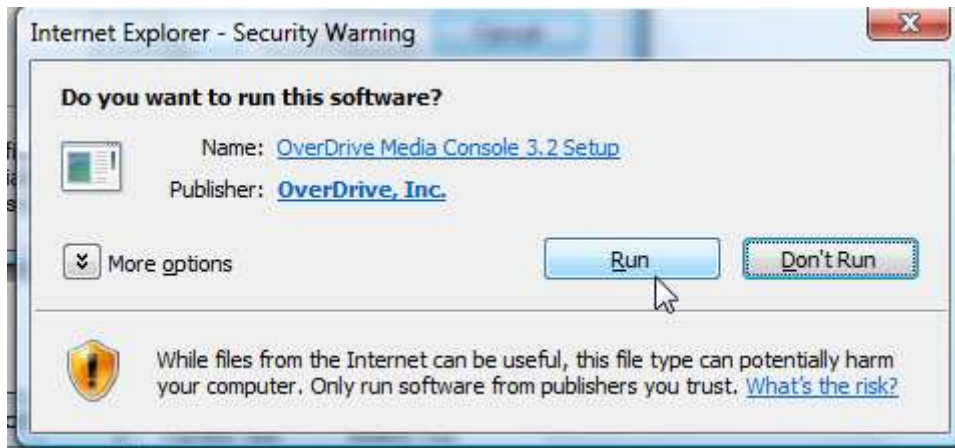 Internet Explorer - Security Warning
Do you want to run this software?
Name: OverDrive Media Console 3.2 Setup
Publisher: OverDrive, Inc.
More options
Run
Don't Run
While files from the Internet can be useful, this file type can potentially harm
your computer. Only run software from publishers you trust. What's the risk?